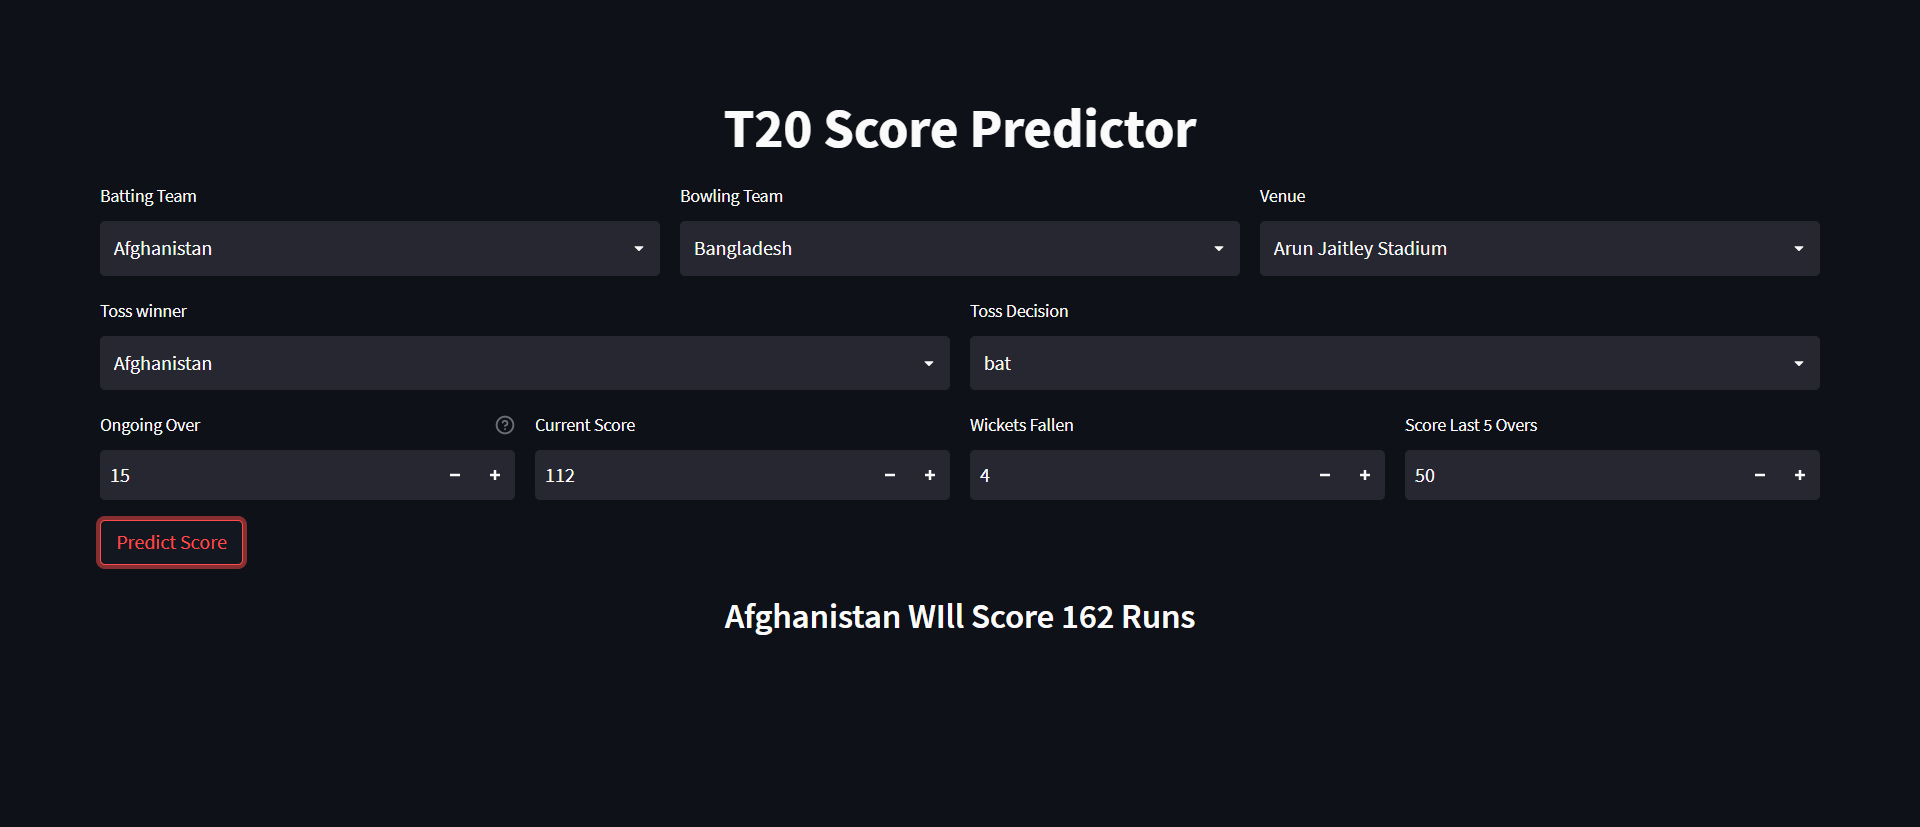 T20 Score Predictor
Batting Team
Bowling Team
Venue
Afghanistan
Bangladesh
Arun Jaitley Stadium
Toss winner
Toss Decision
Afghanistan
bat
Ongoing Over
Current Score
Wickets Fallen
Score Last 5 Overs
15
112
4
50
Predict Score
Afghanistan WIll Score 162 Runs